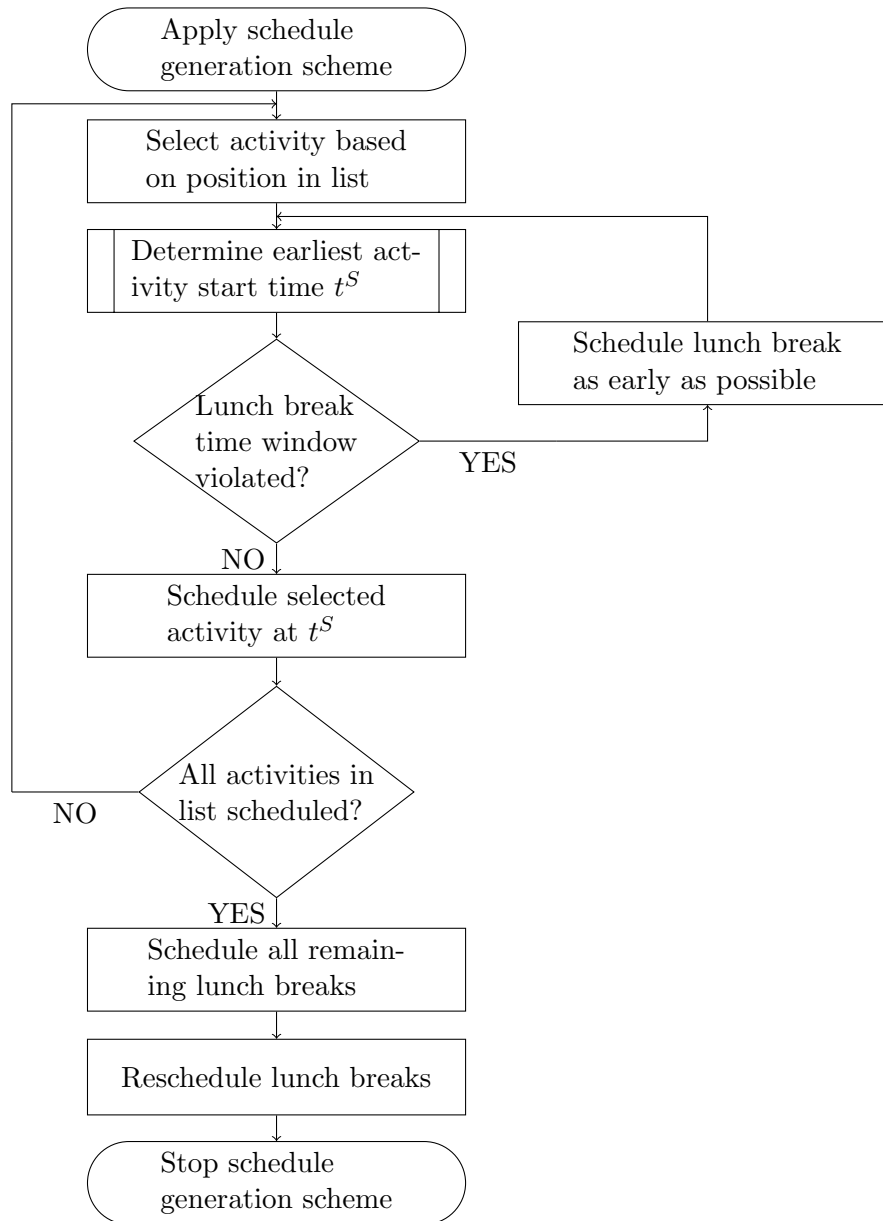 Apply schedule
generation scheme
Select activity based
on position in list
Determine earliest act-
ivity start time t^S
Schedule lunch break
as early as possible
Lunch break
time window
violated?
YES
NO
Schedule selected
activity at t^S
All activities in
list scheduled?
NO
YES
Schedule all remain-
ing lunch breaks
Reschedule lunch breaks
Stop schedule
generation scheme